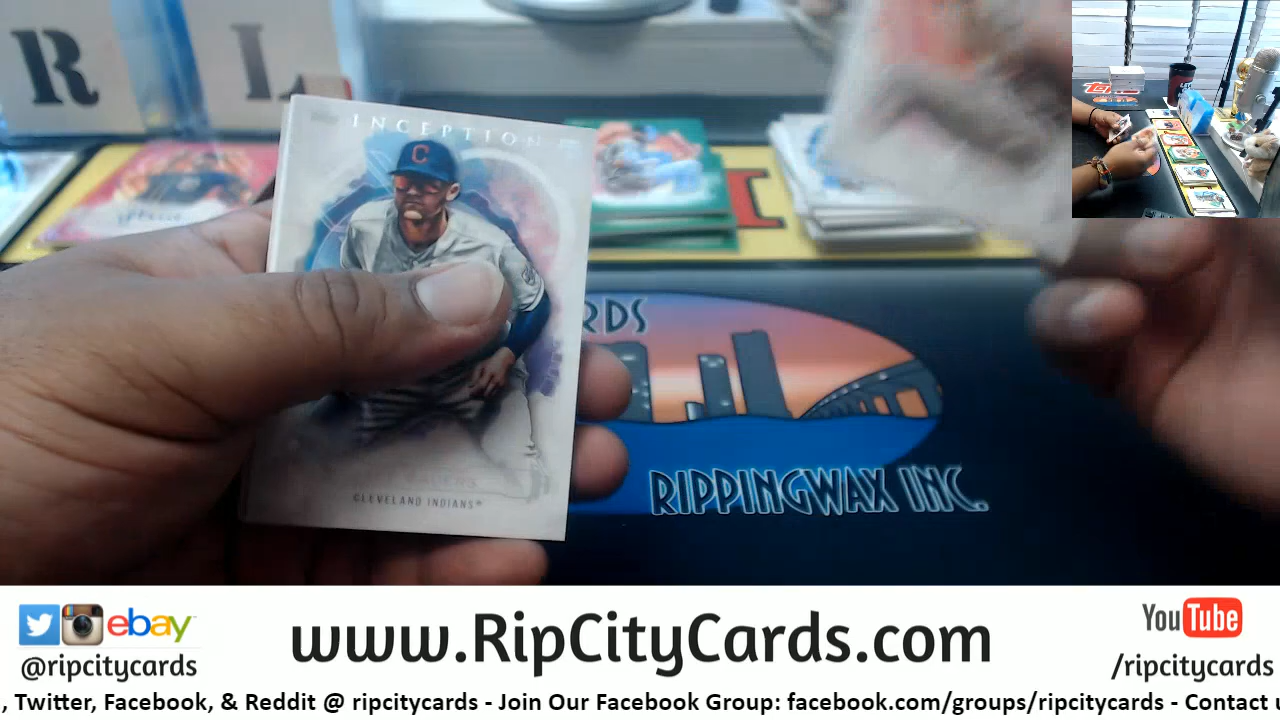 R L
INCEPTION
CLEVELAND INDIANS®
RDS
RIPPINGWAX INC.
ebay
@ripcitycards
www.RipCityCards.com
YouTube
/ripcitycards
, Twitter, Facebook, & Reddit @ ripcitycards - Join Our Facebook Group: facebook.com/groups/ripcitycards - Contact u